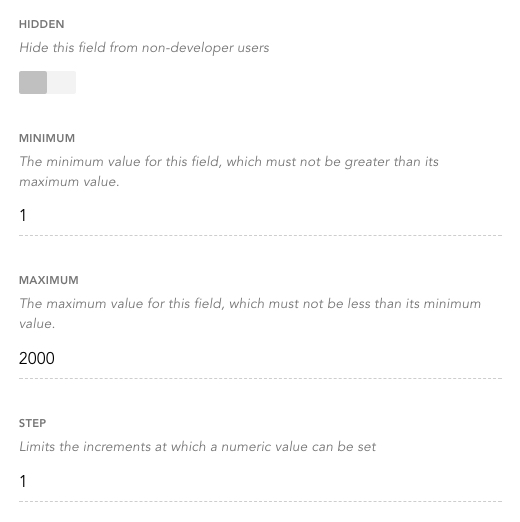 HIDDEN
Hide this field from non-developer users
MINIMUM
The minimum value for this field, which must not be greater than its
maximum value.
1
MAXIMUM
The maximum value for this field, which must not be less than its minimum
value.
2000
STEP
Limits the increments at which a numeric value can be set
1